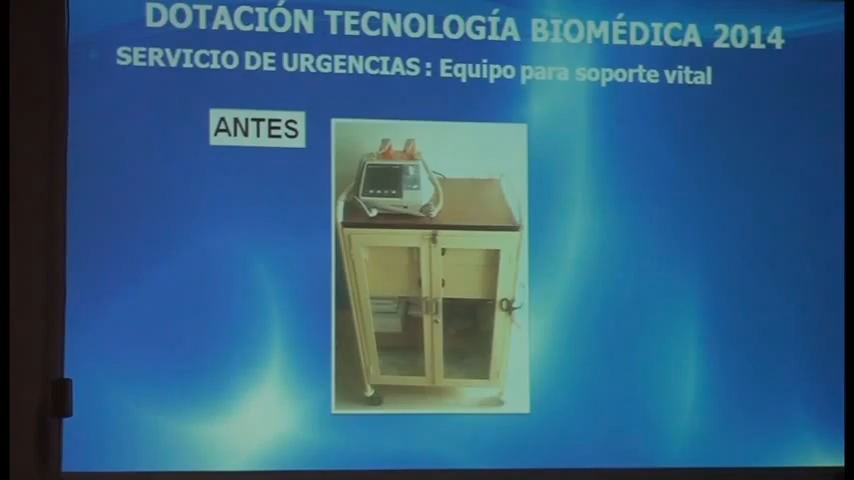 DOTACIÓN TECNOLOGÍA BIOMÉDICA 2014
SERVICIO DE URGENCIAS : Equipo para soporte vital
ANTES